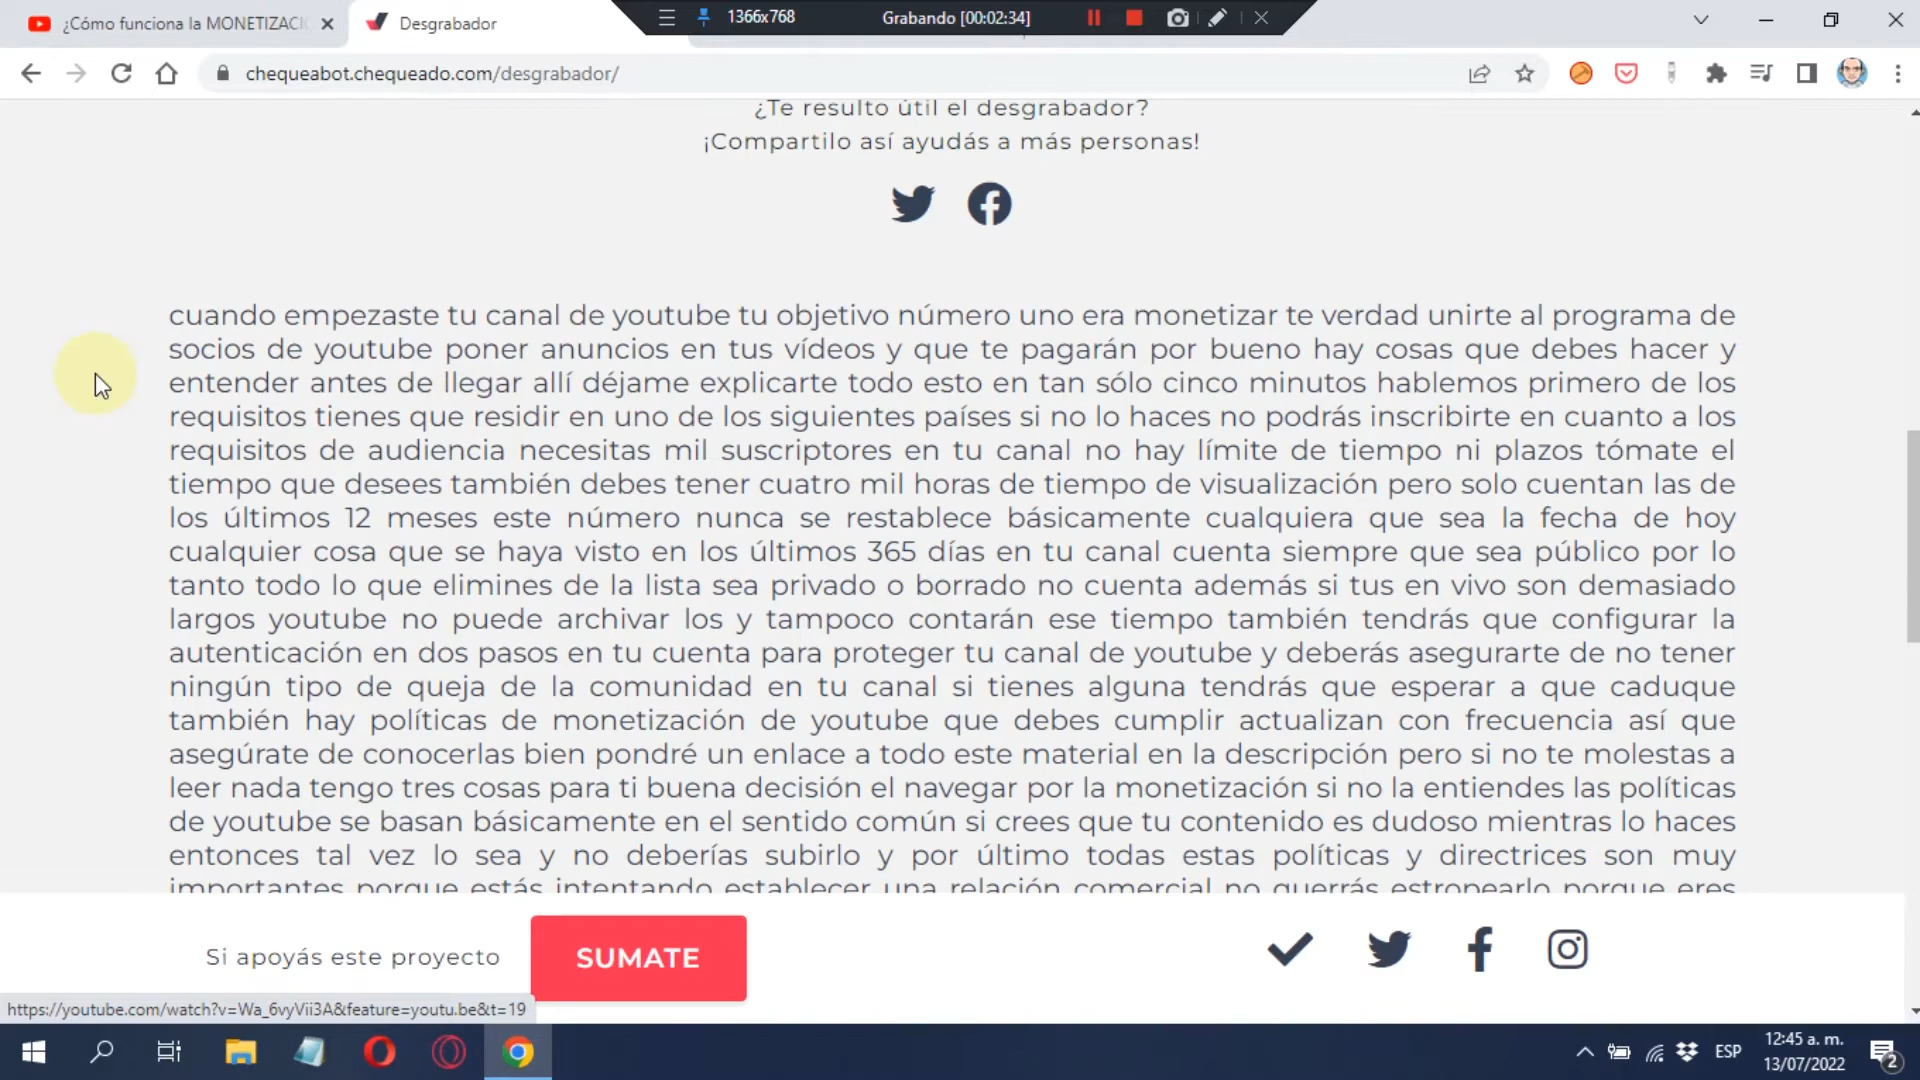 ¿Cómo funciona la MONETIZACI
Desgrabador
1366x768
Grabando [00:02:34]
chequeabot.chequeado.com/desgrabador/
¿Te resulto útil el desgrabador?
¡Compartilo así ayudás a más personas!
cuando empezaste tu canal de youtube tu objetivo número uno era monetizar te verdad unirte al programa de
socios de youtube poner anuncios en tus vídeos y que te pagarán por bueno hay cosas que debes hacer y
entender antes de llegar allí déjame explicarte todo esto en tan sólo cinco minutos hablemos primero de los
requisitos tienes que residir en uno de los siguientes países si no lo haces no podrás inscribirte en cuanto a los
requisitos de audiencia necesitas mil suscriptores en tu canal no hay límite de tiempo ni plazos tómate el
tiempo que desees también debes tener cuatro mil horas de tiempo de visualización pero solo cuentan las de
los últimos 12 meses este número nunca se restablece básicamente cualquiera que sea la fecha de hoy
cualquier cosa que se haya visto en los últimos 365 días en tu canal cuenta siempre que sea público por lo
tanto todo lo que elimines de la lista sea privado o borrado no cuenta además si tus en vivo son demasiado
largos youtube no puede archivar los y tampoco contarán ese tiempo también tendrás que configurar la
autenticación en dos pasos en tu cuenta para proteger tu canal de youtube y deberás asegurarte de no tener
ningún tipo de queja de la comunidad en tu canal si tienes alguna tendrás que esperar a que caduque
también hay políticas de monetización de youtube que debes cumplir actualizan con frecuencia así que
asegúrate de conocerlas bien pondré un enlace a todo este material en la descripción pero si no te molestas a
leer nada tengo tres cosas para ti buena decisión el navegar por la monetización si no la entiendes las políticas
de youtube se basan básicamente en el sentido común si crees que tu contenido es dudoso mientras lo haces
entonces tal vez lo sea y no deberías subirlo y por último todas estas políticas y directrices son muy
importantes porque estás intentando establecer una relación comercial no querrás estropearlo porque eres
Si apoyás este proyecto
SUMATE
https://youtube.com/watch?v=Wa_6vyVii3A&feature=youtu.be&t=19
ESP
12:45 a. m.
13/07/2022
2